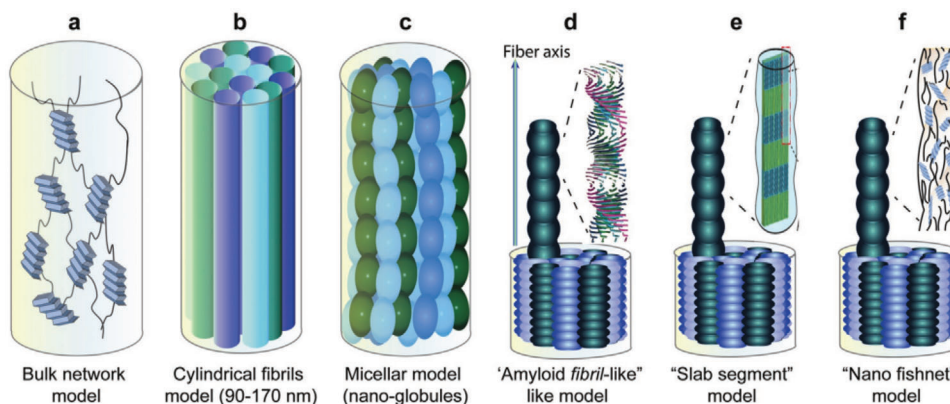 a
b
c
d
e
f
Fiber axis
Bulk network
model
Cylindrical fibrils
model (90-170 nm)
Micellar model
(nano-globules)
‘Amyloid fibril-like”
like model
“Slab segment”
model
“Nano fishnet”
model